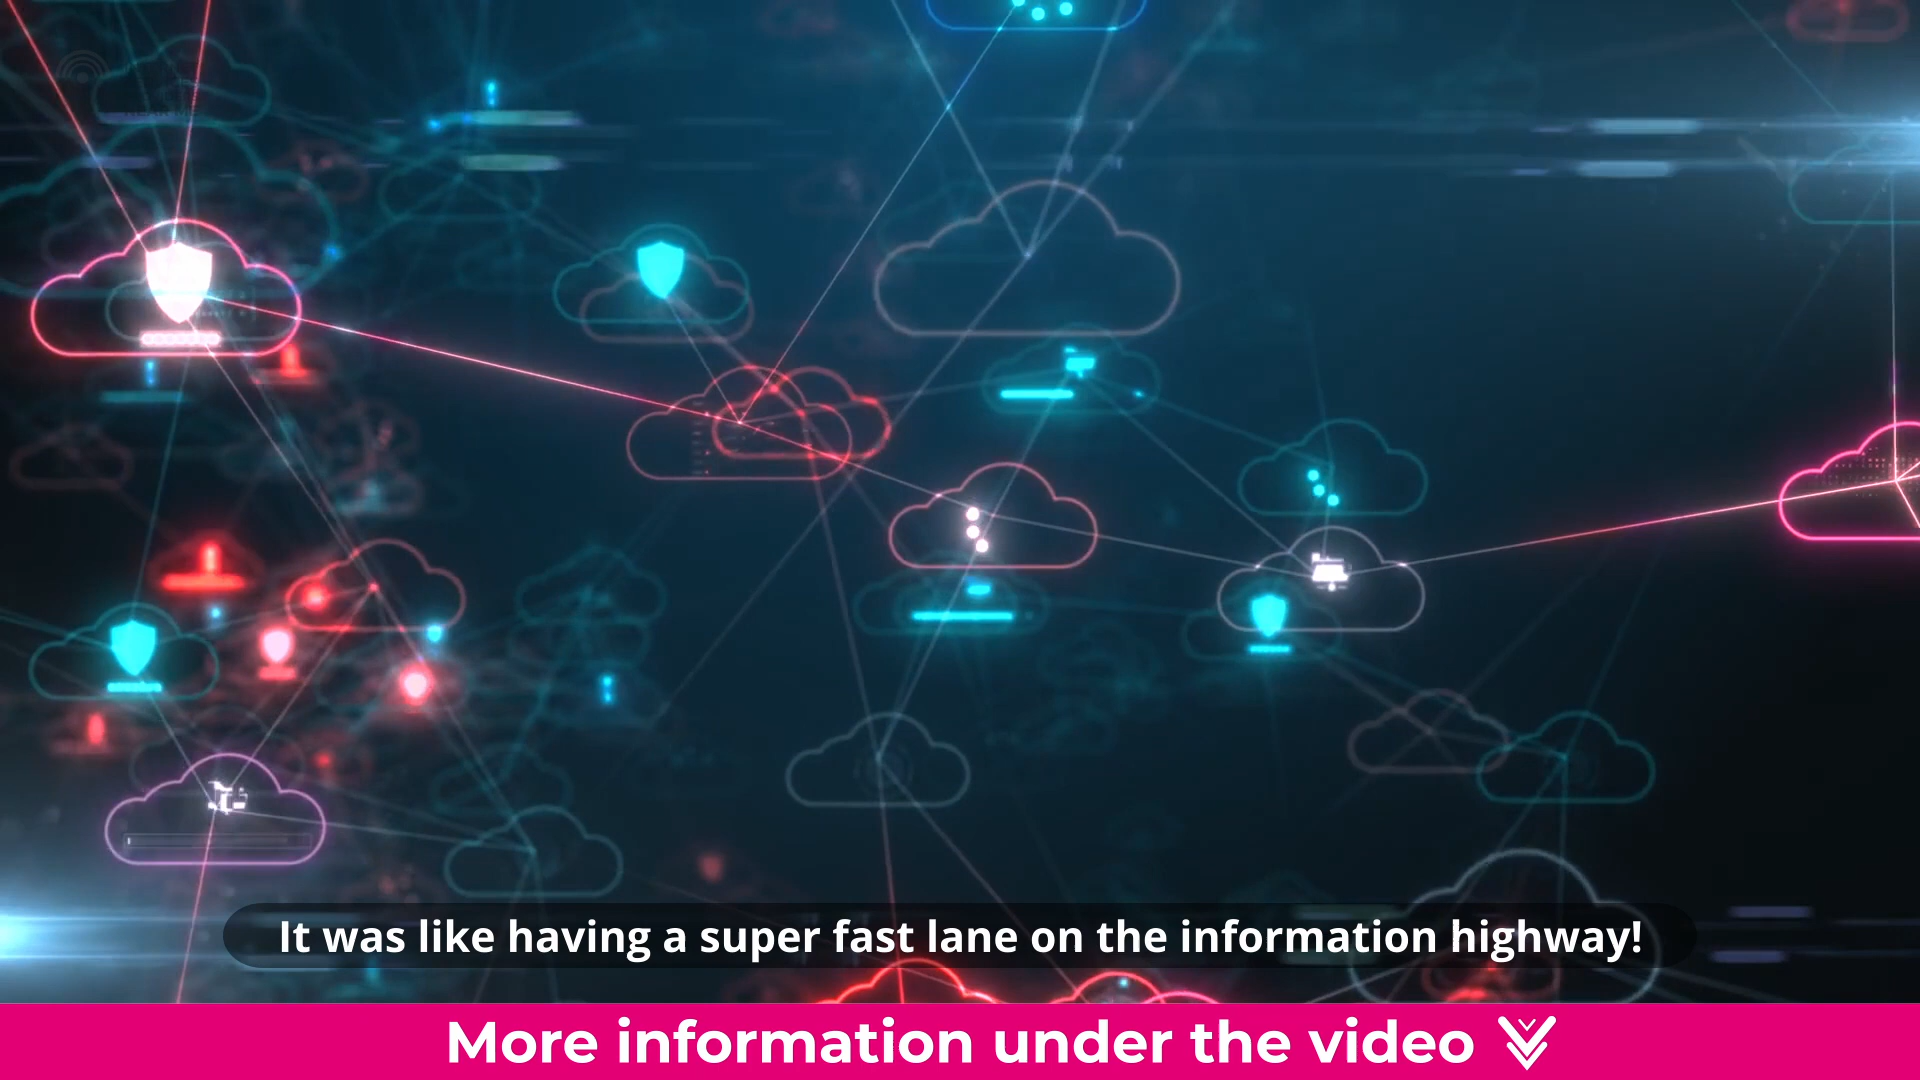 It was like having a super fast lane on the information highway!
More information under the video